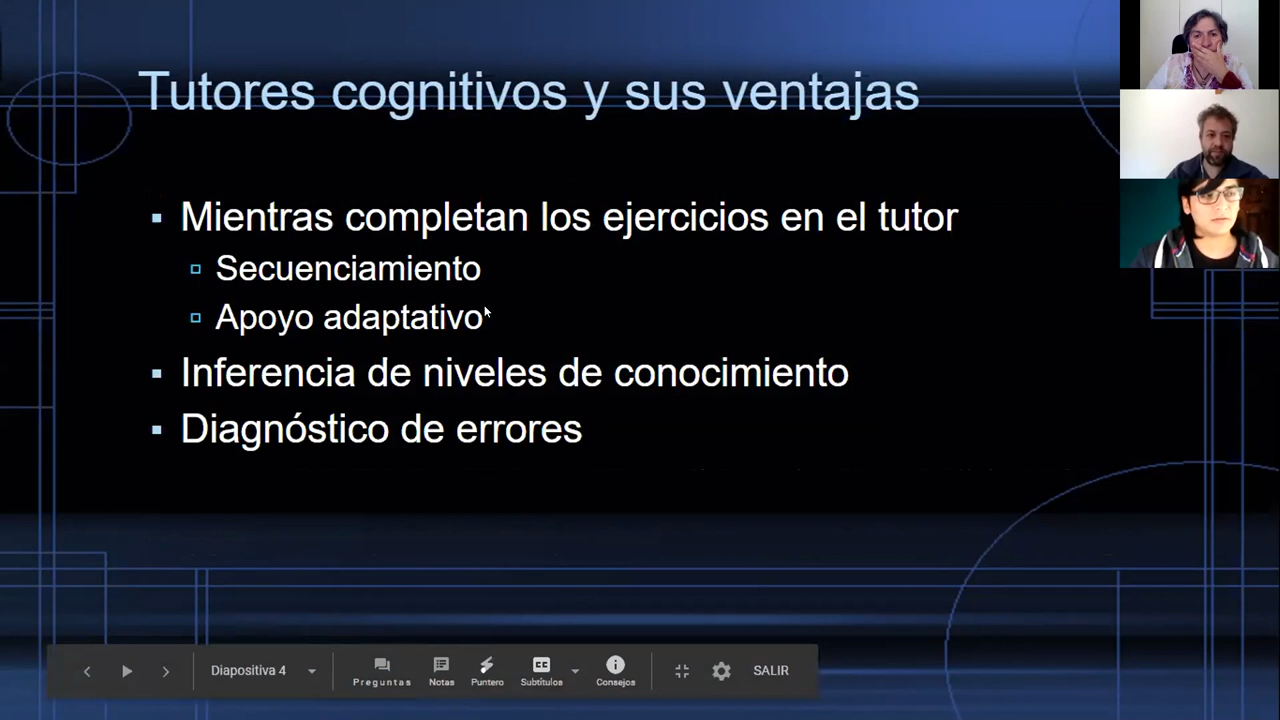 Tutores cognitivos y sus ventajas
Mientras completan los ejercicios en el tutor
Secuenciamiento
Apoyo adaptativo
Inferencia de niveles de conocimiento
Diagnóstico de errores
Diapositiva 4
Preguntas
Notas
Puntero
CC
Subtítulos
Consejos
SALIR